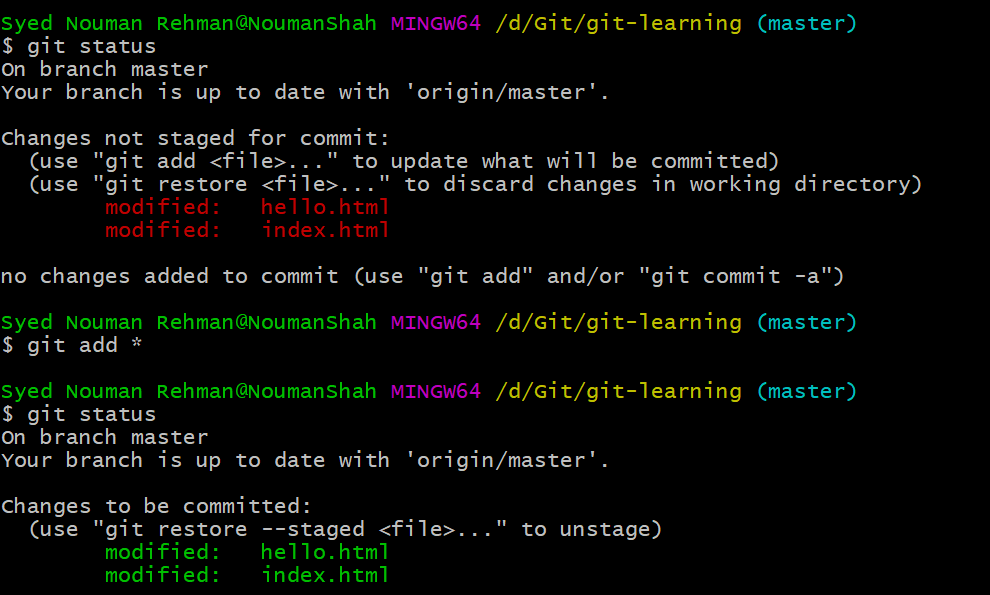 Syed Nouman Rehman@NoumanShah MINGW64 /d/Git/git-learning (master)
$ git status
On branch master
Your branch is up to date with 'origin/master'.
Changes not staged for commit:
  (use "git add <file>..." to update what will be committed)
  (use "git restore <file>..." to discard changes in working directory)
        modified:   hello.html
        modified:   index.html
no changes added to commit (use "git add" and/or "git commit -a")
Syed Nouman Rehman@NoumanShah MINGW64 /d/Git/git-learning (master)
$ git add *
Syed Nouman Rehman@NoumanShah MINGW64 /d/Git/git-learning (master)
$ git status
On branch master
Your branch is up to date with 'origin/master'.
Changes to be committed:
  (use "git restore --staged <file>..." to unstage)
        modified:   hello.html
        modified:   index.html